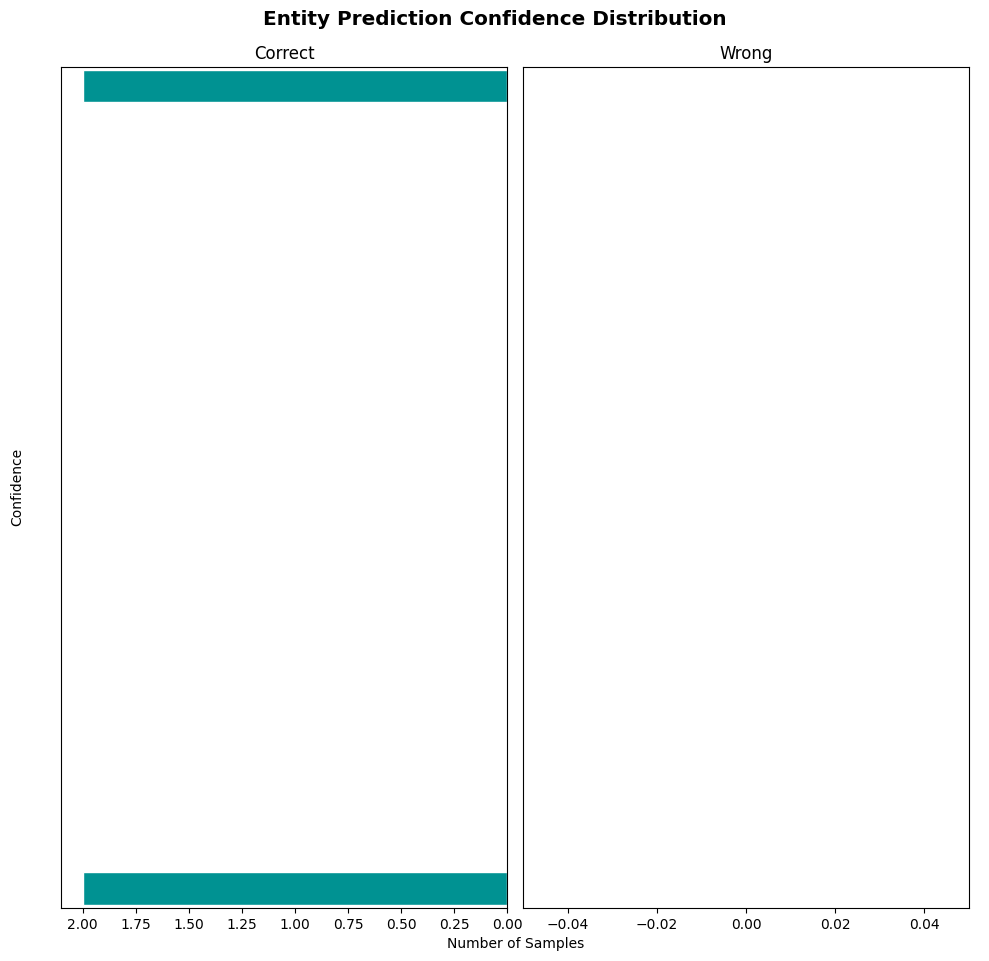 Entity Prediction Confidence Distribution
Correct
Wrong
Confidence
2.00 1.75 1.50 1.25 1.00 0.75 0.50 0.25 0.00
−0.04 −0.02 0.00 0.02 0.04
Number of Samples